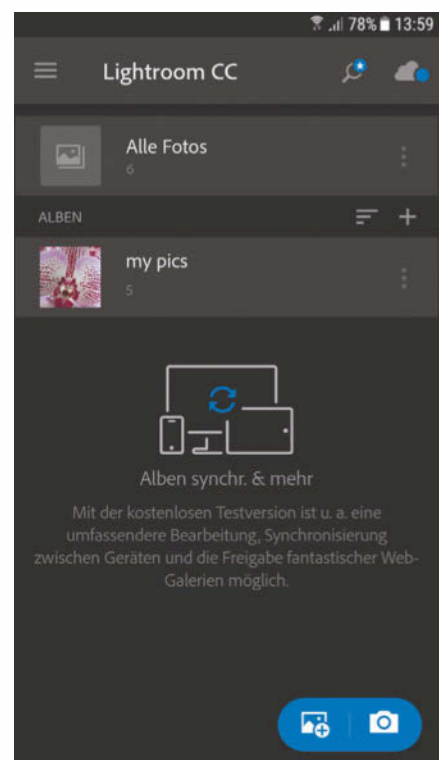 78% 13:59
Lightroom CC
Alle Fotos
6
ALBEN
my pics
5
Alben synchr. & mehr
Mit der kostenlosen Testversion ist u. a. eine
umfassende Bearbeitung, Synchronisierung
zwischen Geräten und die Freigabe fantastischer Web-
Galerien möglich.